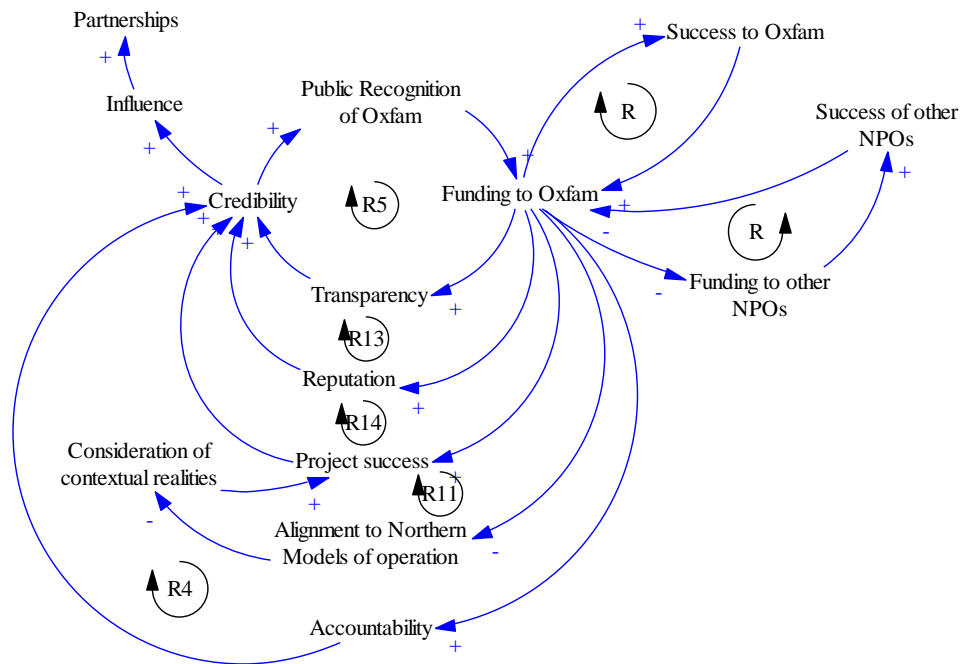 Partnerships
+
Influence
+
Public Recognition
of Oxfam
+
+
Success to Oxfam
R
Success of other
NPOs
+
+
Credibility
+
+
+
R5
Funding to Oxfam
+
-
R
Funding to other
NPOs
-
Transparency
+
R13
Reputation
+
R14
Consideration of
contextual realities
-
Project success
+
+
R11
Alignment to Northern
Models of operation
-
R4
Accountability
+